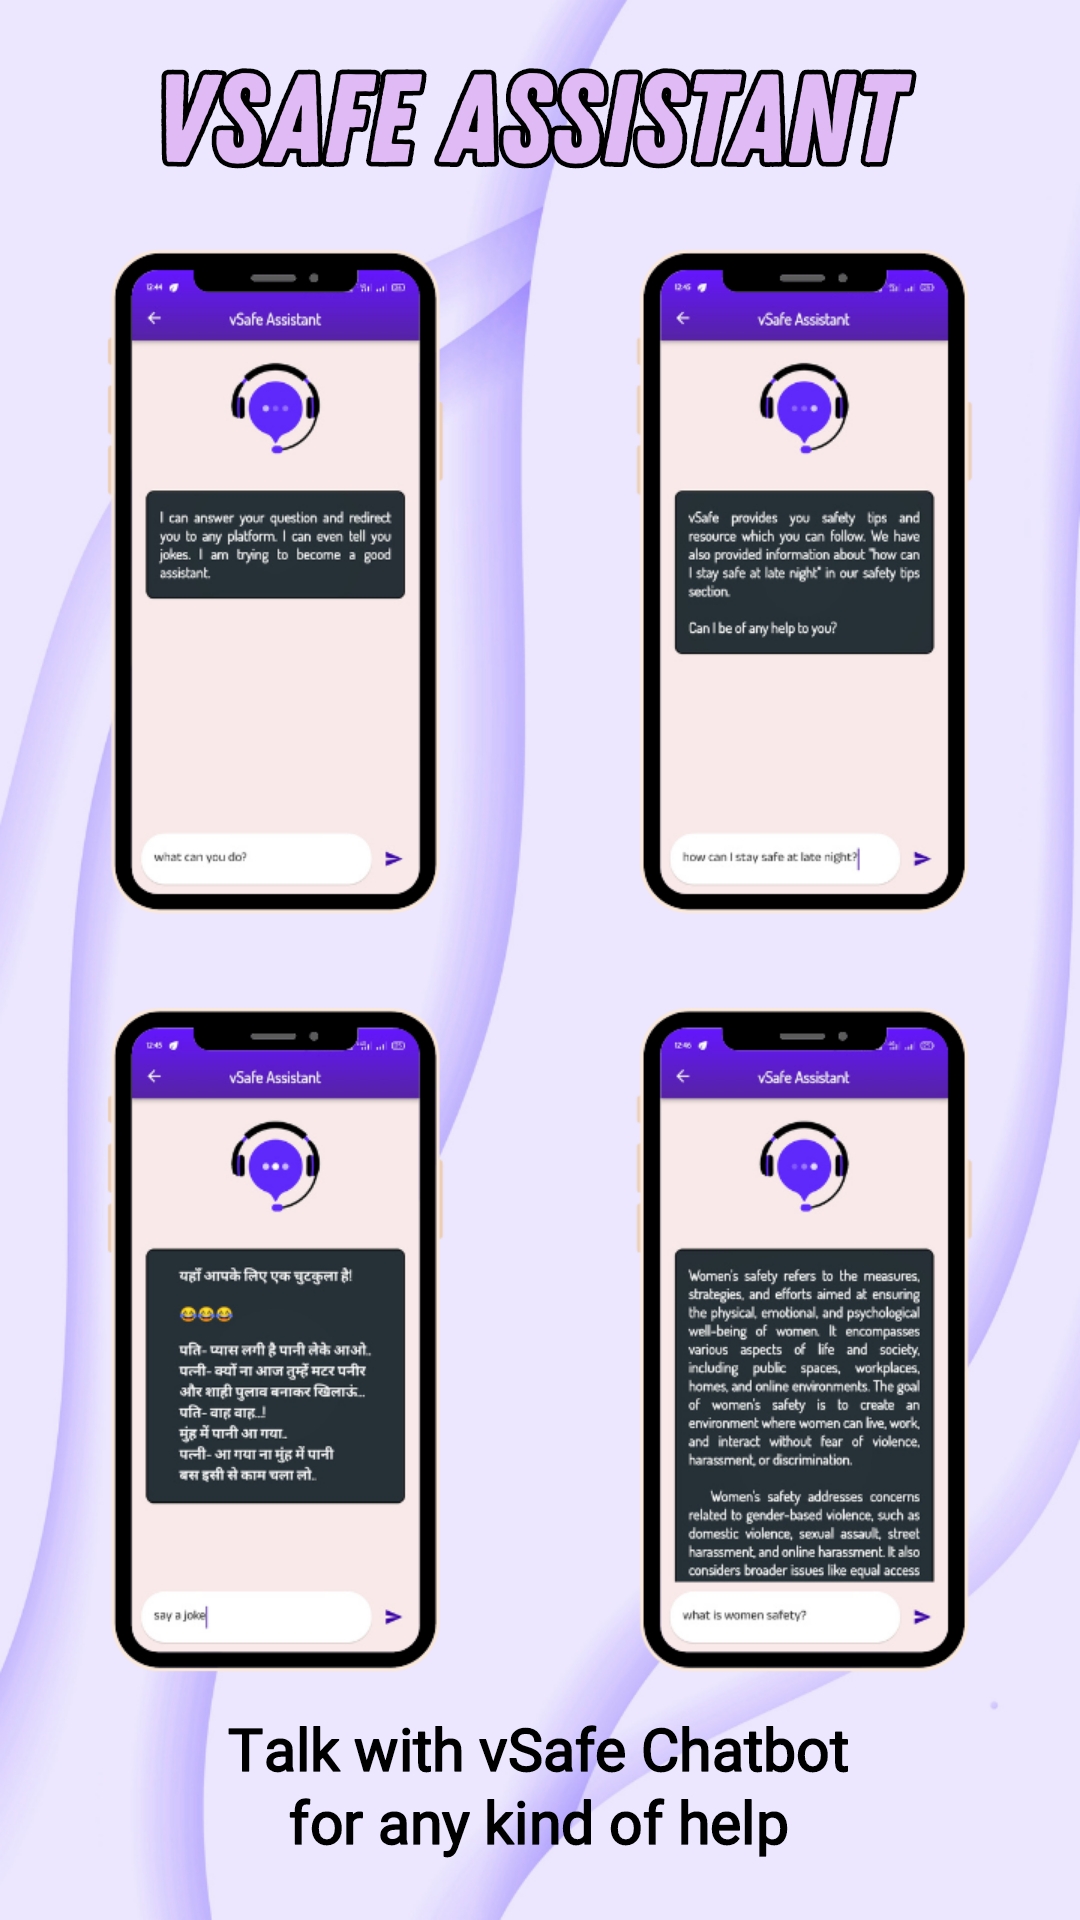 VSAFE ASSISTANT
12:44
vSafe Assistant
I can answer your question and redirect
you to any platform. I can even tell you
jokes. I am trying to become a good
assistant.
what can you do?
12:45
vSafe Assistant
vSafe provides you safety tips and
resource which you can follow. We have
also provided information about "how can
I stay safe at late night" in our safety tips
section.
Can I be of any help to you?
how can I stay safe at late night?
12:45
vSafe Assistant
यहाँ आपके लिए एक चुटकुला है!
😂😂😂
पति- प्यास लगी है पानी लेके आओ..
पत्नी- क्यों ना आज तुम्हें मटर पनीर
और शाही पुलाव बनाकर खिलाऊं...
पति- वाह वाह..!
मुंह में पानी आ गया..
पत्नी- आ गया ना मुंह में पानी
बस इसी से काम चला लो..
say a joke
12:46
vSafe Assistant
Women's safety refers to the measures,
strategies, and efforts aimed at ensuring
the physical, emotional, and psychological
well-being of women. It encompasses
various aspects of life and society,
including public spaces, workplaces,
homes, and online environments. The goal
of women's safety is to create an
environment where women can live, work,
and interact without fear of violence,
harassment, or discrimination.
Women's safety addresses concerns
related to gender-based violence, such as
domestic violence, sexual assault, street
harassment, and online harassment. It also
considers broader issues like equal access
what is women safety?
Talk with vSafe Chatbot
for any kind of help